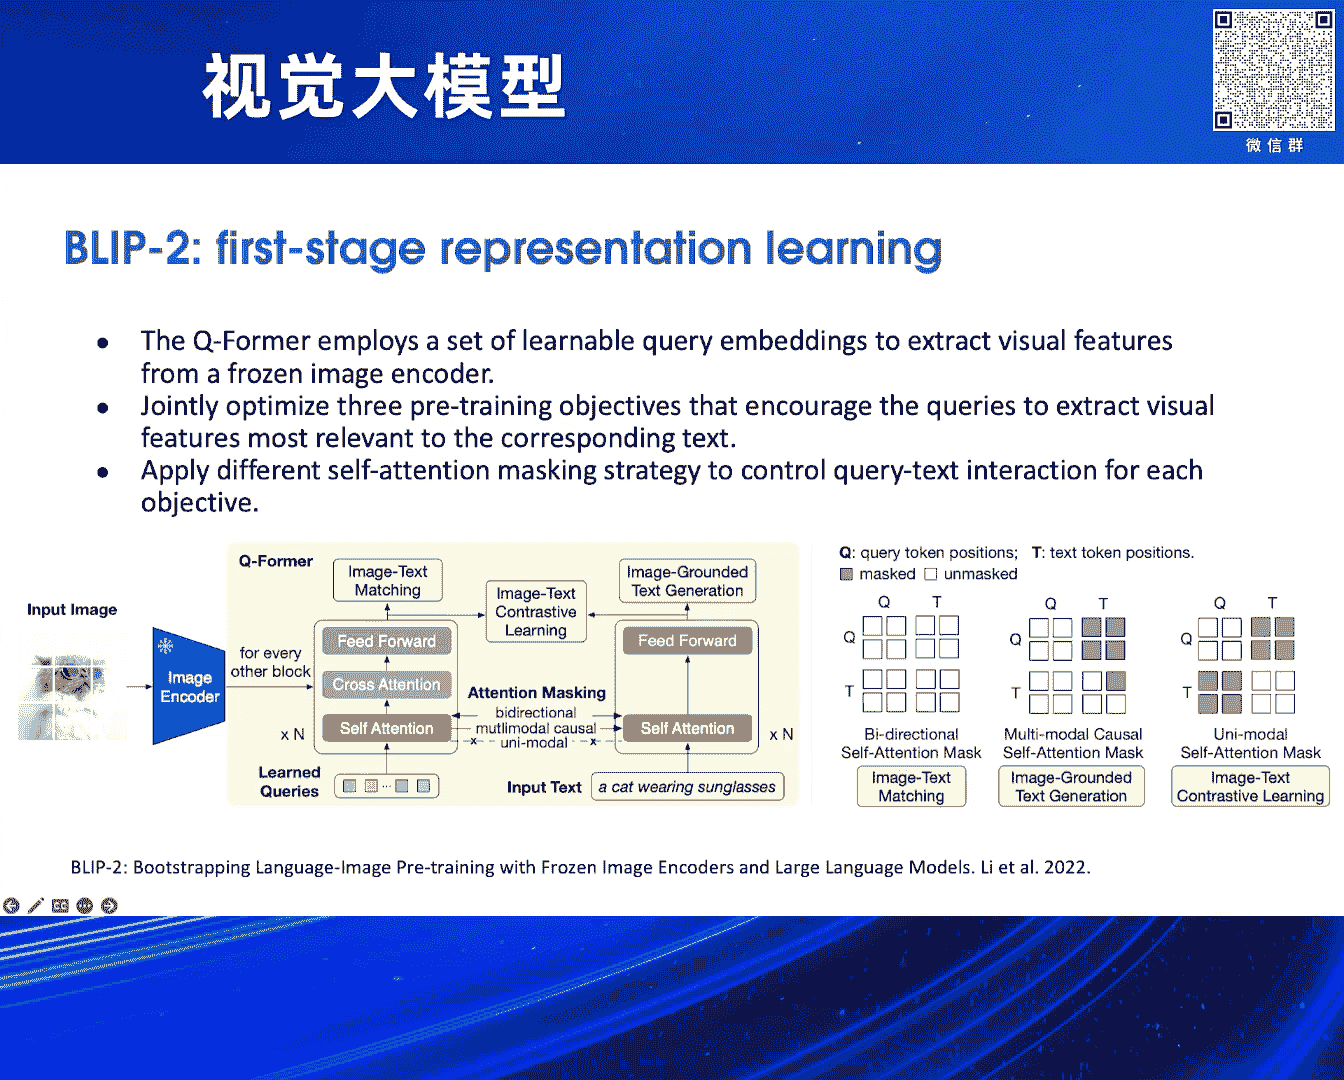 视觉大模型
微信群
BLIP-2: first-stage representation learning
● The Q-Former employs a set of learnable query embeddings to extract visual features
from a frozen image encoder.
● Jointly optimize three pre-training objectives that encourage the queries to extract visual
features most relevant to the corresponding text.
● Apply different self-attention masking strategy to control query-text interaction for each
objective.
Input Image
Image
Encoder
for every
other block
Q-Former
Image-Text
Matching
Image-Text
Contrastive
Learning
Image-Grounded
Text Generation
Feed Forward
Cross Attention
Self Attention
x N
Feed Forward
Self Attention
x N
Attention Masking
bidirectional
mutlimodal causal
uni-modal
Learned
Queries
...
Input Text
a cat wearing sunglasses
Q: query token positions; T: text token positions.
masked unmasked
Q T
Q
T
Bi-directional
Self-Attention Mask
Image-Text
Matching
Q T
Q
T
Multi-modal Causal
Self-Attention Mask
Image-Grounded
Text Generation
Q T
Q
T
Uni-modal
Self-Attention Mask
Image-Text
Contrastive Learning
BLIP-2: Bootstrapping Language-Image Pre-training with Frozen Image Encoders and Large Language Models. Li et al. 2022.